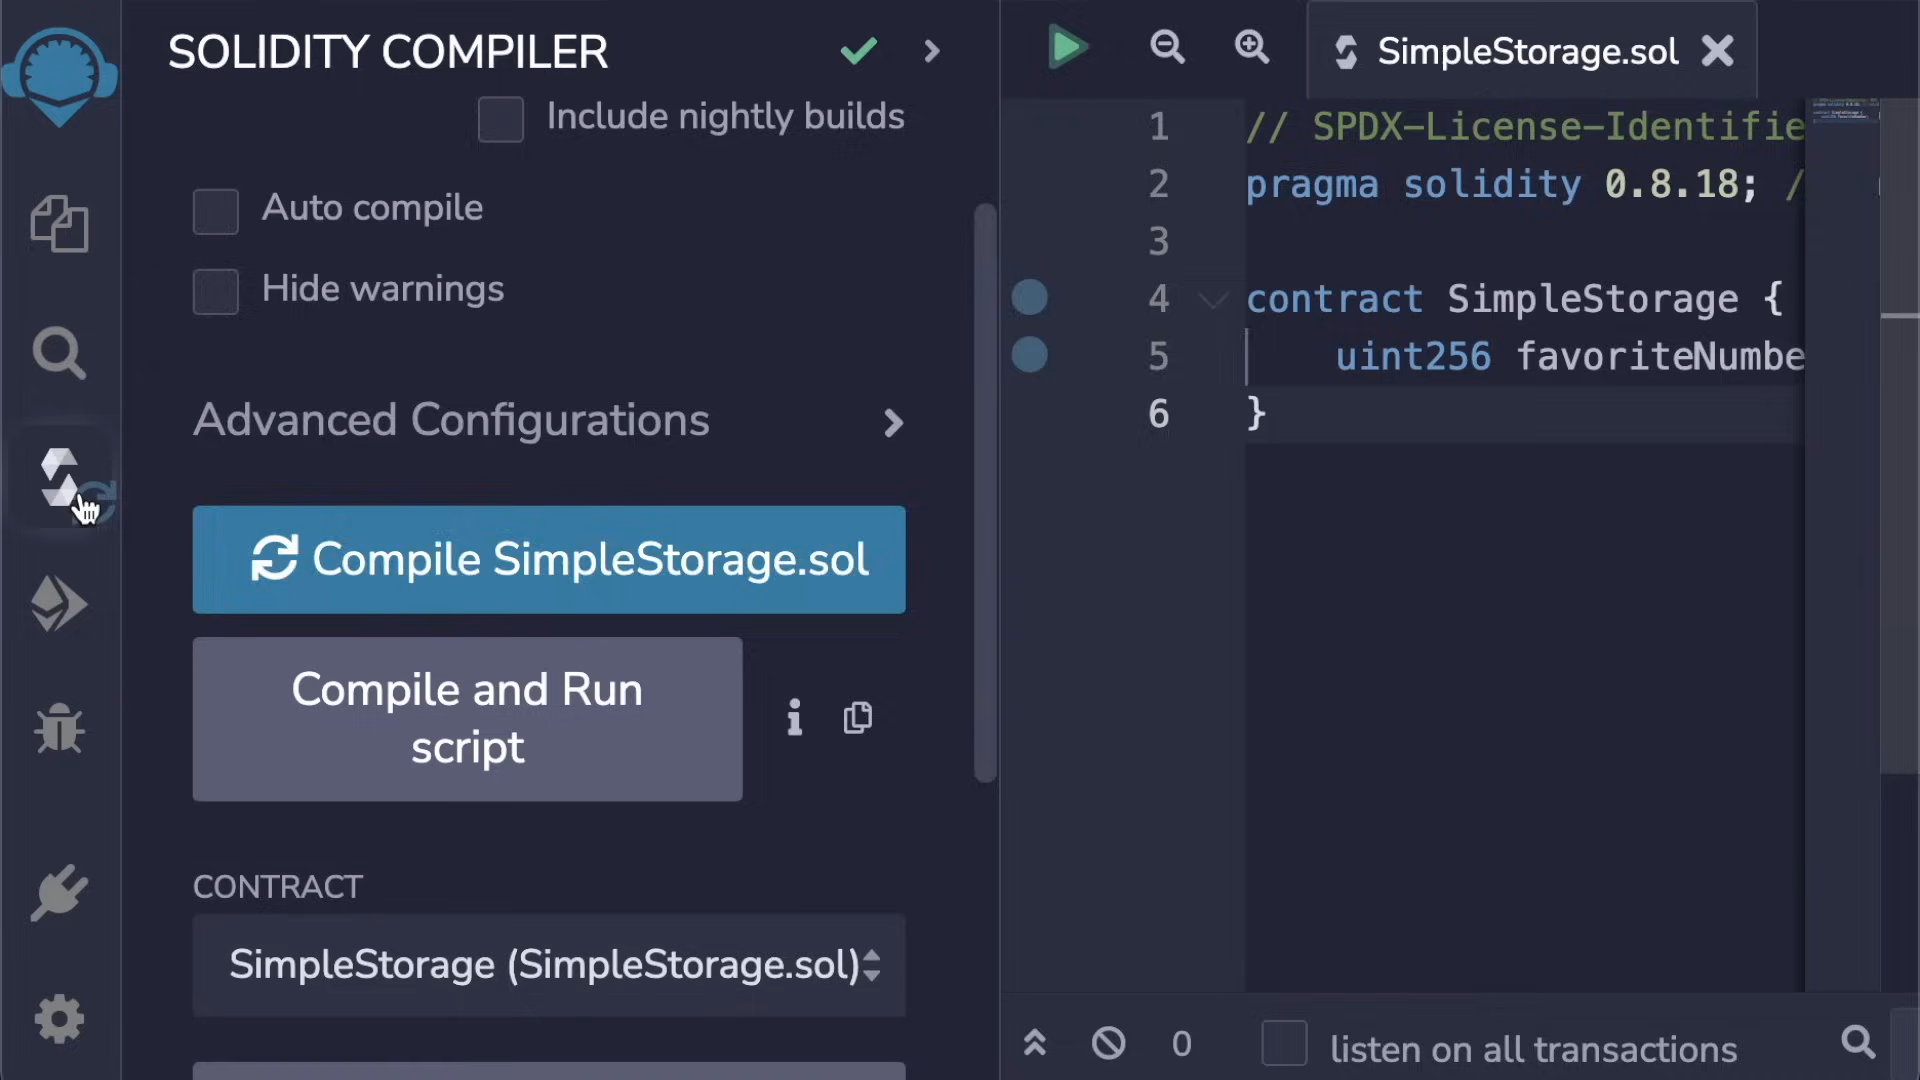 SOLIDITY COMPILER
Include nightly builds
Auto compile
Hide warnings
Advanced Configurations
Compile SimpleStorage.sol
Compile and Run
script
CONTRACT
SimpleStorage (SimpleStorage.sol)
SimpleStorage.sol
1 // SPDX-License-Identifie
2 pragma solidity 0.8.18; /
3
4 contract SimpleStorage {
5 uint256 favoriteNumbe
6 }
0 listen on all transactions